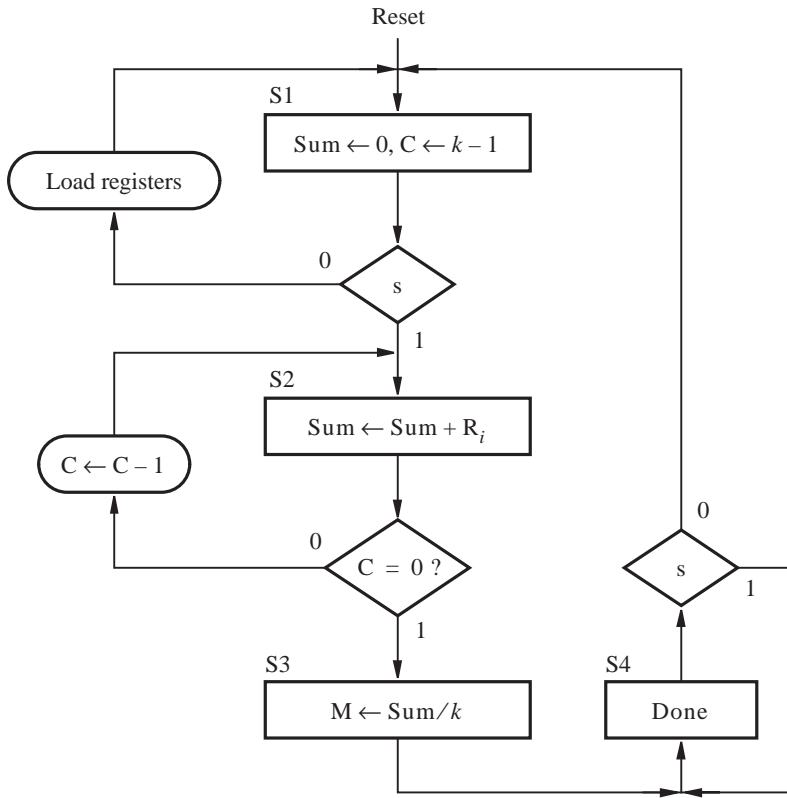 Reset
S1
Sum ← 0, C ← k – 1
Load registers
0
s
1
S2
Sum ← Sum + Rᵢ
C ← C – 1
0
C = 0 ?
1
0
s
1
S3
M ← Sum/k
S4
Done